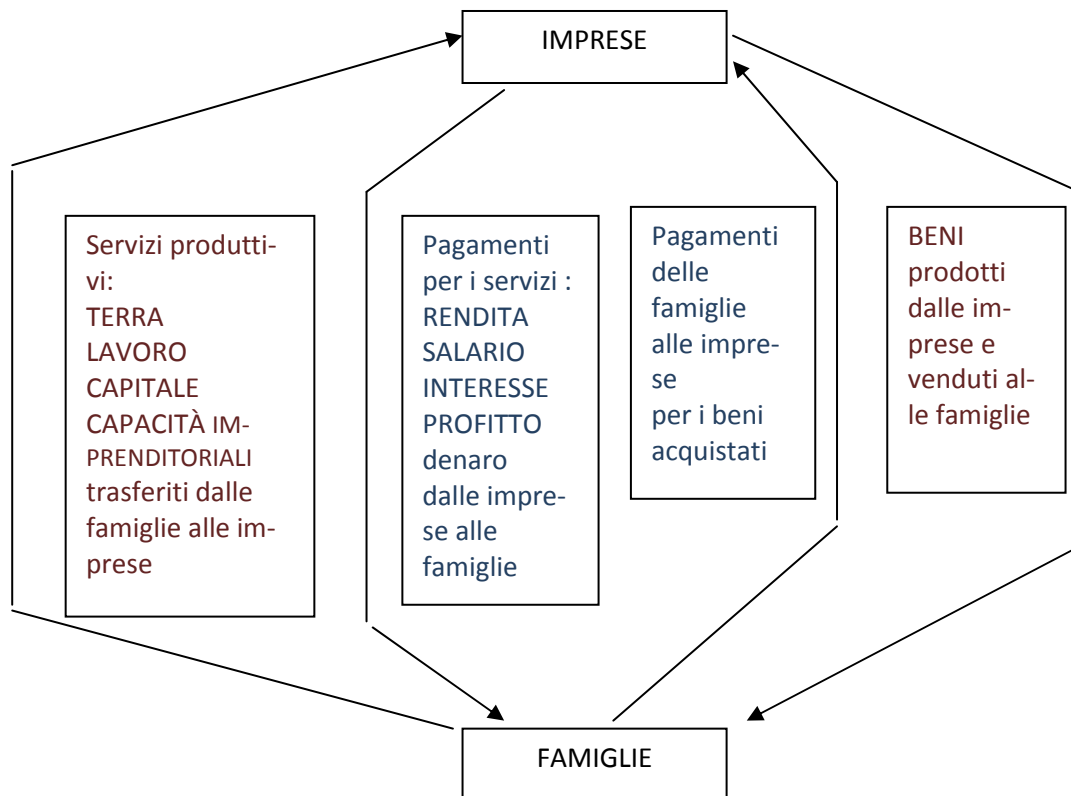 IMPRESE
Servizi produtti-
vi:
TERRA
LAVORO
CAPITALE
CAPACITÀ IM-
PRENDITORIALI
trasferiti dalle
famiglie alle im-
prese
Pagamenti
per i servizi :
RENDITA
SALARIO
INTERESSE
PROFITTO
denaro
dalle impre-
se alle
famiglie
Pagamenti
delle
famiglie
alle impre-
se
per i beni
acquistati
BENI
prodotti
dalle im-
prese e
venduti al-
le famiglie
FAMIGLIE